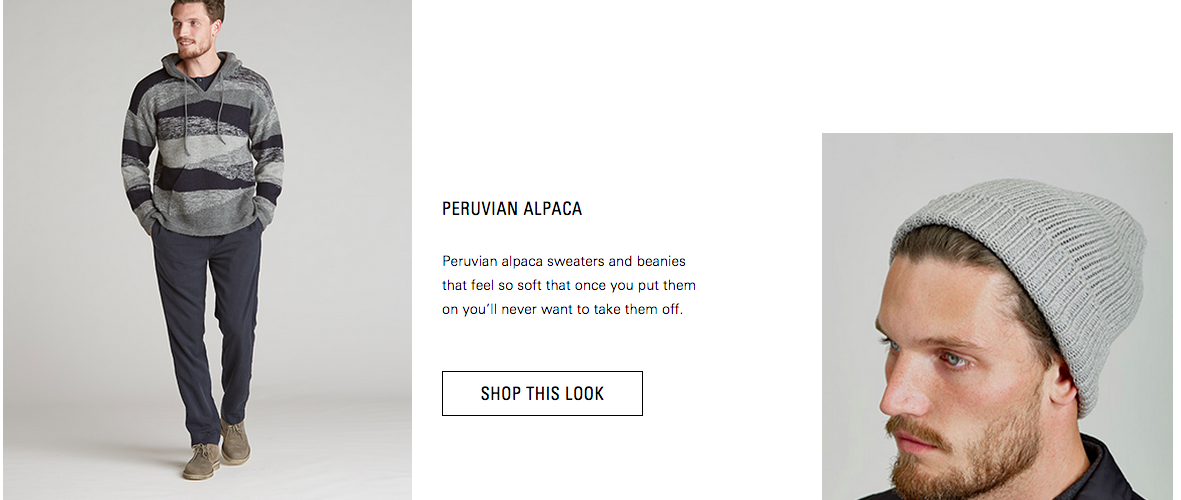 PERUVIAN ALPACA
Peruvian alpaca sweaters and beanies
that feel so soft that once you put them
on you’ll never want to take them off.
SHOP THIS LOOK